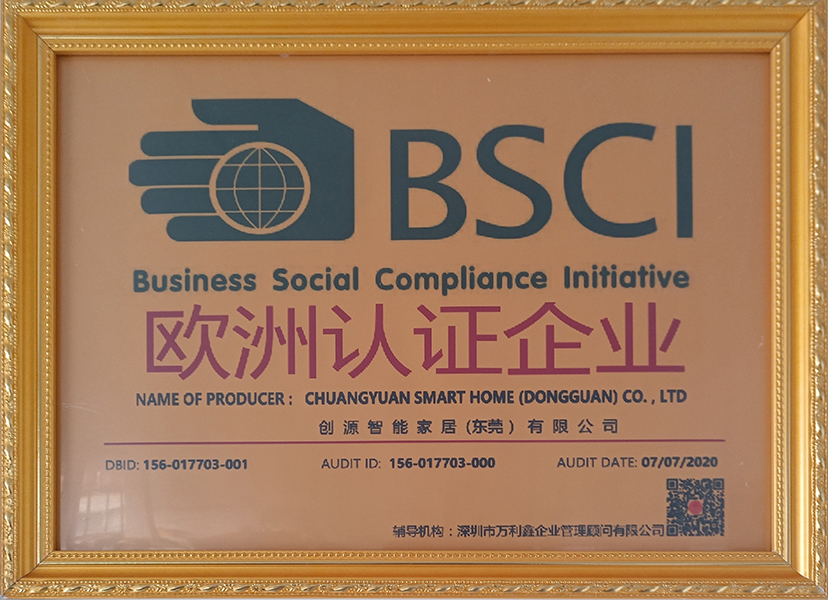 BSCI
Business Social Compliance Initiative
欧洲认证企业
NAME OF PRODUCER： CHUANGYUAN SMART HOME (DONGGUAN) CO. , LTD
创源智能家居(东莞）有限公司
DBID: 156-017703-001 AUDIT ID: 156-017703-000 AUDIT DATE: 07/07/2020
辅导机构：深圳市万利鑫企业管理顾问有限公司